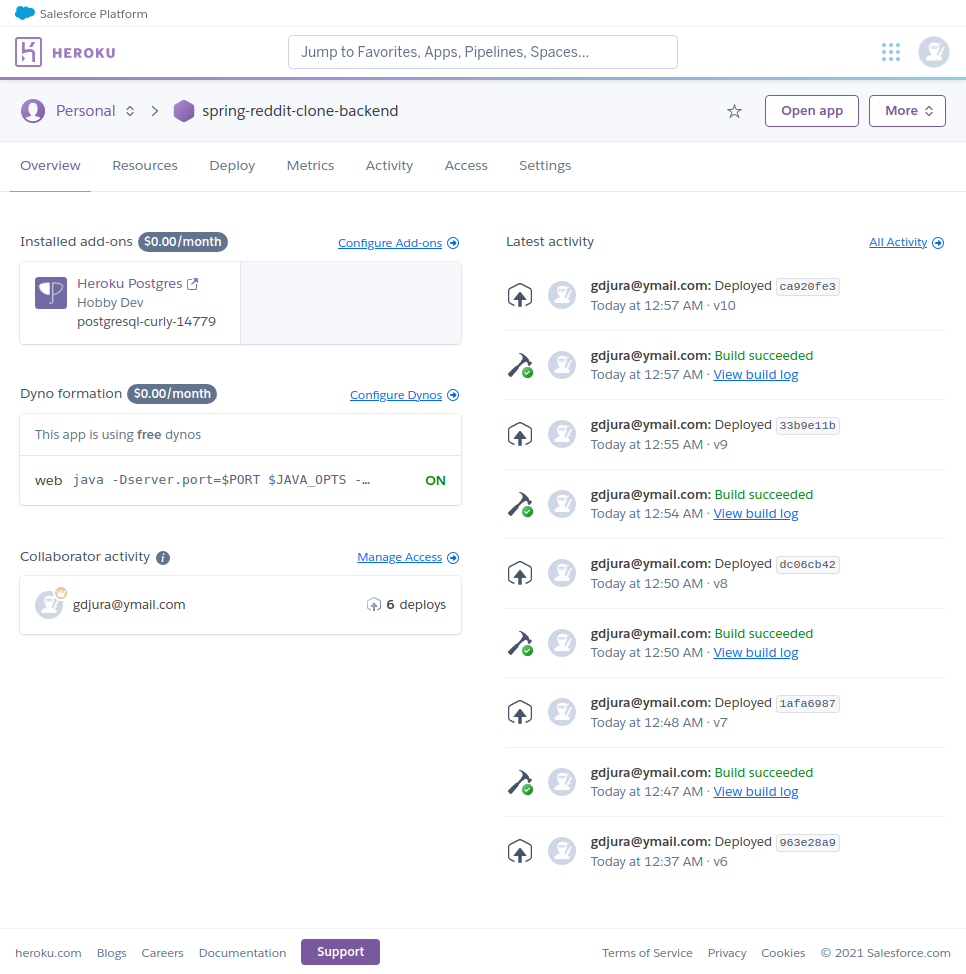 Salesforce Platform
HEROKU
Jump to Favorites, Apps, Pipelines, Spaces...
Personal
spring-reddit-clone-backend
Open app
More
Overview Resources Deploy Metrics Activity Access Settings
Installed add-ons $0.00/month Configure Add-ons
Heroku Postgres
Hobby Dev
postgresql-curly-14779
Dyno formation $0.00/month Configure Dynos
This app is using free dynos
web java -Dserver.port=$PORT $JAVA_OPTS -… ON
Collaborator activity i Manage Access
gdjura@ymail.com 6 deploys
Latest activity All Activity
gdjura@ymail.com: Deployed ca920fe3
Today at 12:57 AM · v10
gdjura@ymail.com: Build succeeded
Today at 12:57 AM · View build log
gdjura@ymail.com: Deployed 33b9e11b
Today at 12:55 AM · v9
gdjura@ymail.com: Build succeeded
Today at 12:54 AM · View build log
gdjura@ymail.com: Deployed dc06cb42
Today at 12:50 AM · v8
gdjura@ymail.com: Build succeeded
Today at 12:50 AM · View build log
gdjura@ymail.com: Deployed 1afa6987
Today at 12:48 AM · v7
gdjura@ymail.com: Build succeeded
Today at 12:47 AM · View build log
gdjura@ymail.com: Deployed 963e28a9
Today at 12:37 AM · v6
heroku.com Blogs Careers Documentation Support Terms of Service Privacy Cookies © 2021 Salesforce.com